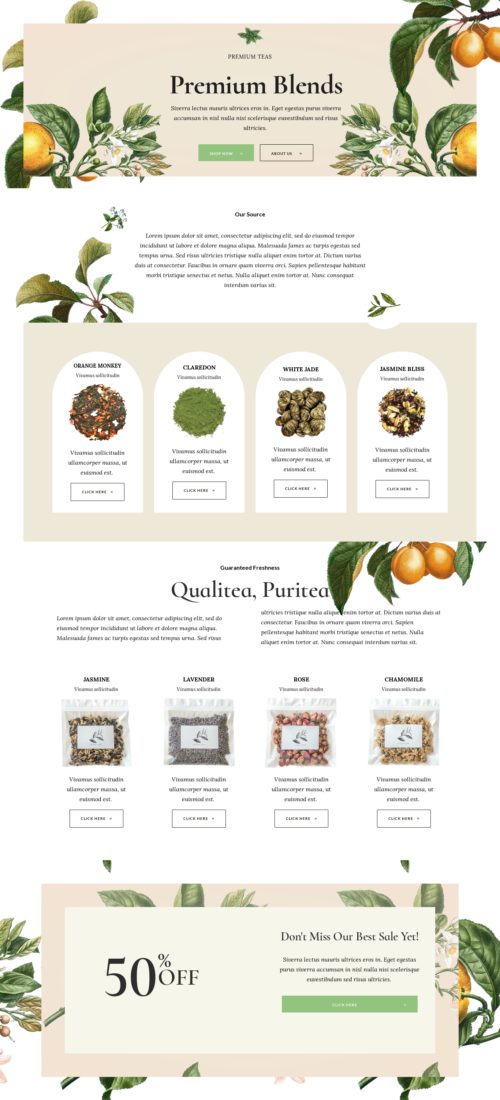 PREMIUM TEAS
Premium Blends
Siverra lectus mauris ultrices eros in. Eget egestas purus viverra
accumsan in nisl nulla nisi scelerisque euvestibulum sed risus
ultricies.
SHOP NOW
ABOUT US
Our Source
Lorem ipsum dolor sit amet, consectetur adipiscing elit, sed do eiusmod tempor
incididunt ut labore et dolore magna aliqua. Malesuada fames ac turpis egestas sed
tempus urna. Sed risus ultricies tristique nulla aliquet enim tortor at. Dictum varius
duis at consectetur. Faucibus in ornare quam viverra orci. Sapien pellentesque habitant
morbi tristique senectus et netus. Nulla aliquet enim tortor at. Nunc consequat
interdum varius sit.
ORANGE MONKEY
Vivamus sollicitudin
Vivamus sollicitudin
ullamcorper massa, ut
euismod est.
CLICK HERE
CLAREDON
Vivamus sollicitudin
Vivamus sollicitudin
ullamcorper massa, ut
euismod est.
CLICK HERE
WHITE JADE
Vivamus sollicitudin
Vivamus sollicitudin
ullamcorper massa, ut
euismod est.
CLICK HERE
JASMINE BLISS
Vivamus sollicitudin
Vivamus sollicitudin
ullamcorper massa, ut
euismod est.
CLICK HERE
Guaranteed Freshness
Qualitea, Puritea
Lorem ipsum dolor sit amet, consectetur adipiscing elit, sed do
eiusmod tempor incididunt ut labore et dolore magna aliqua.
Malesuada fames ac turpis egestas sed tempus urna. Sed risus
ultricies tristique nulla aliquet enim tortor at. Dictum varius duis at
consectetur. Faucibus in ornare quam viverra orci. Sapien
pellentesque habitant morbi tristique senectus et netus. Nulla
aliquet enim tortor at. Nunc consequat interdum varius sit.
JASMINE
Vivamus sollicitudin
Vivamus sollicitudin
ullamcorper massa, ut
euismod est.
CLICK HERE
LAVENDER
Vivamus sollicitudin
Vivamus sollicitudin
ullamcorper massa, ut
euismod est.
CLICK HERE
ROSE
Vivamus sollicitudin
Vivamus sollicitudin
ullamcorper massa, ut
euismod est.
CLICK HERE
CHAMOMILE
Vivamus sollicitudin
Vivamus sollicitudin
ullamcorper massa, ut
euismod est.
CLICK HERE
50% OFF
Don't Miss Our Best Sale Yet!
Siverra lectus mauris ultrices eros in. Eget egestas
purus viverra accumsan in nisl nulla nisi scelerisque
euvestibulum sed risus ultricies.
CLICK HERE